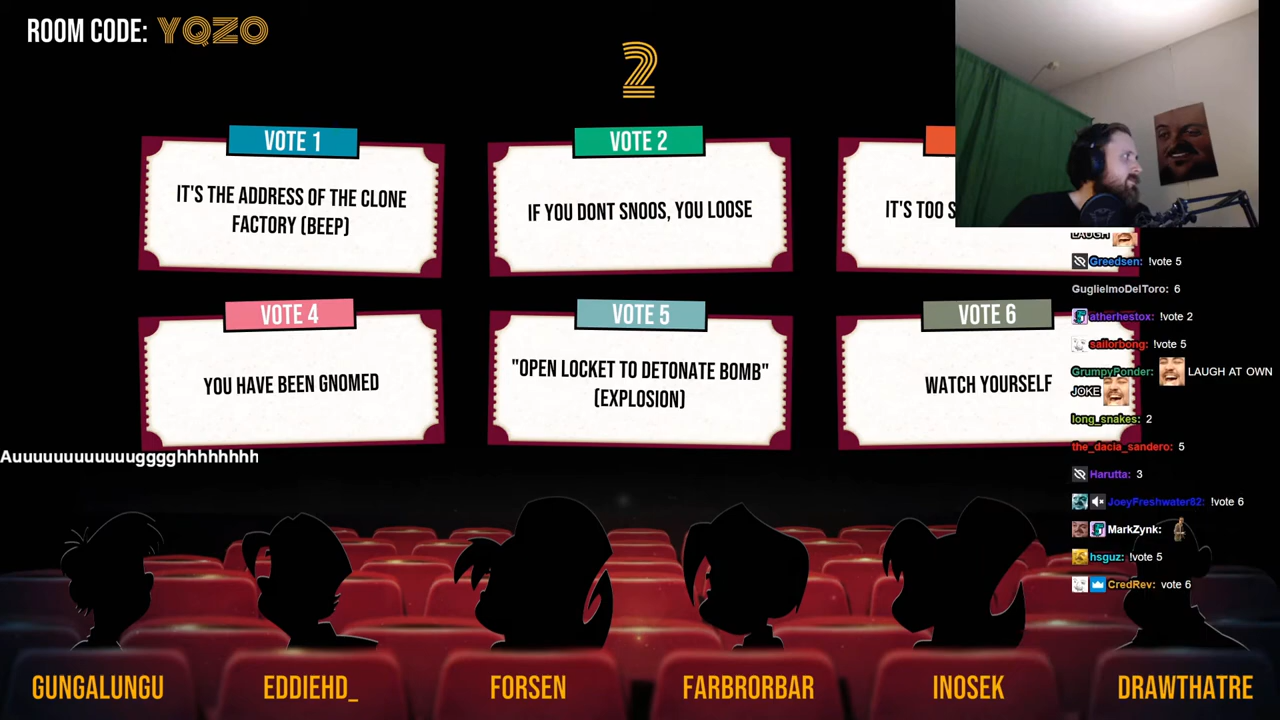 ROOM CODE: YQZO
2
VOTE 1
IT'S THE ADDRESS OF THE CLONE
FACTORY (BEEP)
VOTE 2
IF YOU DONT SNOOS, YOU LOOSE
IT'S TOO
VOTE 4
YOU HAVE BEEN GNOMED
VOTE 5
"OPEN LOCKET TO DETONATE BOMB"
(EXPLOSION)
VOTE 6
WATCH YOURSELF
Auuuuuuuuuuuugggghhhhhhhh
LAUGH
Greedsen: !vote 5
GuglielmoDelToro: 6
atherhestox: !vote 2
sailorbong: !vote 5
GrumpyPonder: LAUGH AT OWN
JOKE
long_snakes: 2
the_dacia_sandero: 5
Harutta: 3
JoeyFreshwater82: !vote 6
MarkZynk:
hsguz: !vote 5
CredRev: vote 6
GUNGALUNGU
EDDIEHD_
FORSEN
FARBRORBAR
INOSEK
DRAWTHATRE